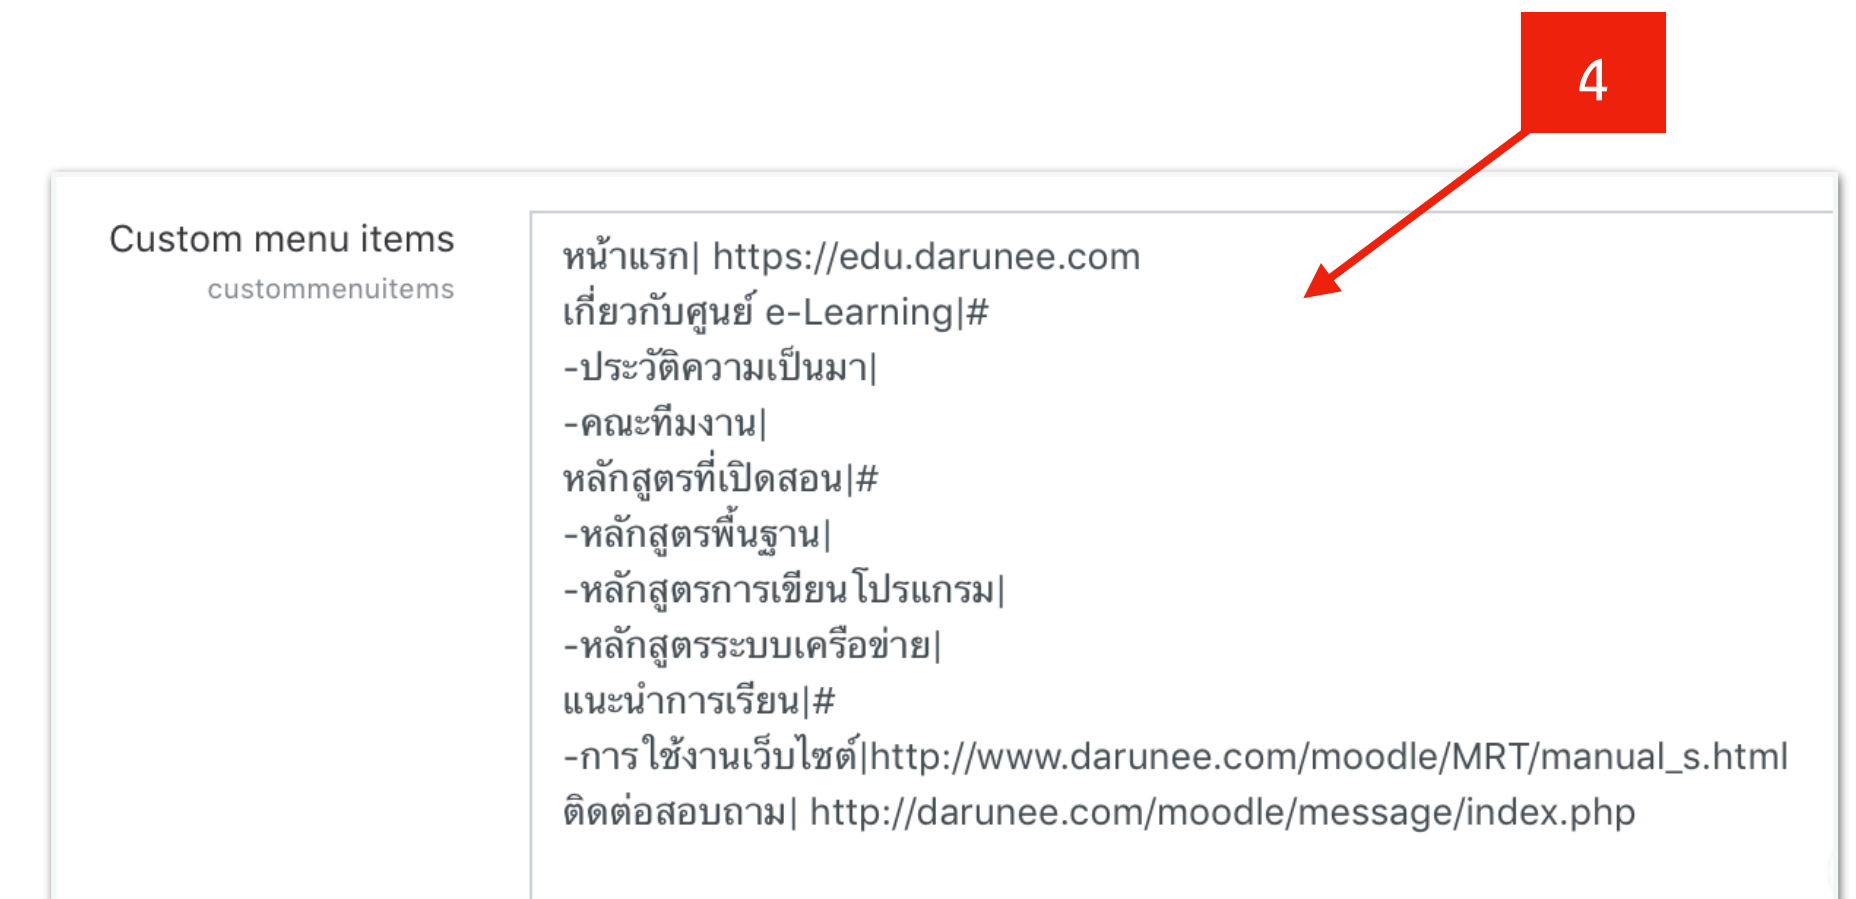 4
Custom menu items
custommenuitems
หน้าแรก| https://edu.darunee.com
เกี่ยวกับศูนย์ e-Learning|#
-ประวัติความเป็นมา|
-คณะทีมงาน|
หลักสูตรที่เปิดสอน|#
-หลักสูตรพื้นฐาน|
-หลักสูตรการเขียนโปรแกรม|
-หลักสูตรระบบเครือข่าย|
แนะนำการเรียน|#
-การใช้งานเว็บไซต์|http://www.darunee.com/moodle/MRT/manual_s.html
ติดต่อสอบถาม| http://darunee.com/moodle/message/index.php